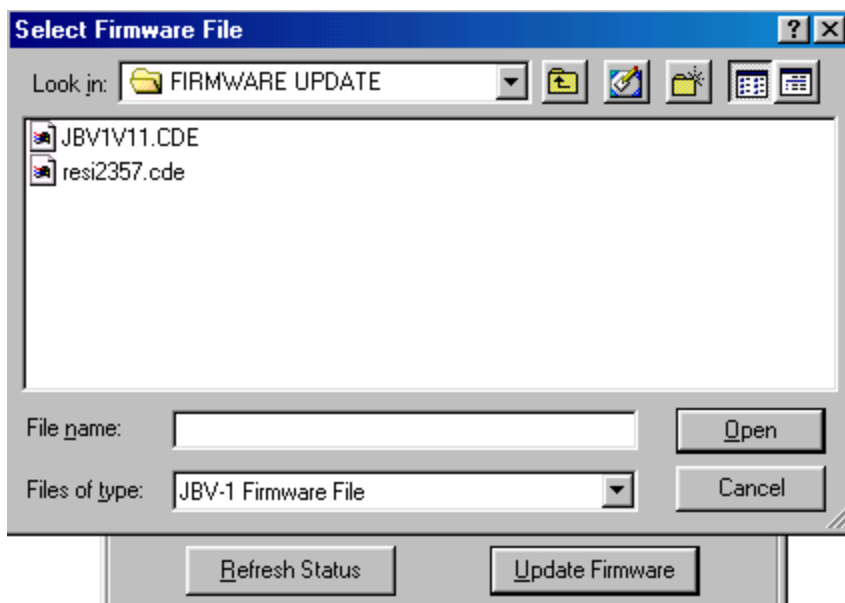 Select Firmware File
Look in: FIRMWARE UPDATE
JBV1V11.CDE
resi2357.cde
File name: Open
Files of type: JBV-1 Firmware File Cancel
Refresh Status Update Firmware